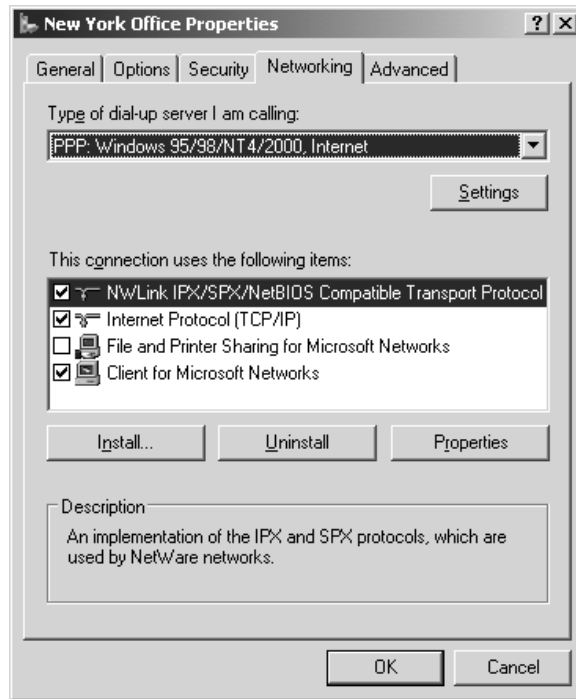 New York Office Properties
General Options Security Networking Advanced
Type of dial-up server I am calling:
PPP: Windows 95/98/NT4/2000, Internet
Settings
This connection uses the following items:
NWLink IPX/SPX/NetBIOS Compatible Transport Protocol
Internet Protocol (TCP/IP)
File and Printer Sharing for Microsoft Networks
Client for Microsoft Networks
Install... Uninstall Properties
Description
An implementation of the IPX and SPX protocols, which are
used by NetWare networks.
OK Cancel